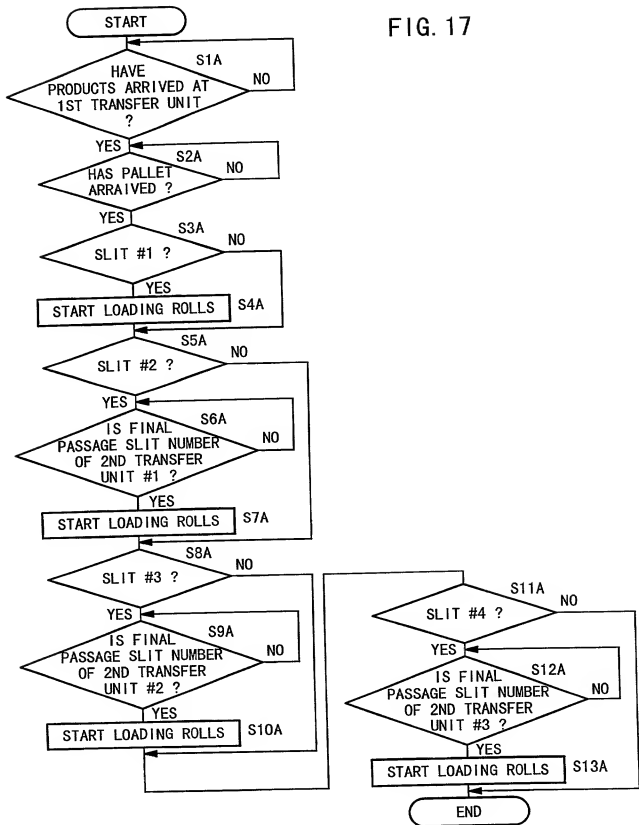 FIG. 17
START
S1A
HAVE
PRODUCTS ARRIVED AT
1ST TRANSFER UNIT
?
NO
YES
S2A
HAS PALLET
ARRAIVED ?
NO
YES
S3A
SLIT #1 ?
NO
YES
START LOADING ROLLS
S4A
S5A
SLIT #2 ?
NO
YES
S6A
IS FINAL
PASSAGE SLIT NUMBER
OF 2ND TRANSFER
UNIT #1 ?
NO
YES
START LOADING ROLLS
S7A
S8A
SLIT #3 ?
NO
YES
S9A
IS FINAL
PASSAGE SLIT NUMBER
OF 2ND TRANSFER
UNIT #2 ?
NO
YES
START LOADING ROLLS
S10A
S11A
SLIT #4 ?
NO
YES
S12A
IS FINAL
PASSAGE SLIT NUMBER
OF 2ND TRANSFER
UNIT #3 ?
NO
YES
START LOADING ROLLS
S13A
END